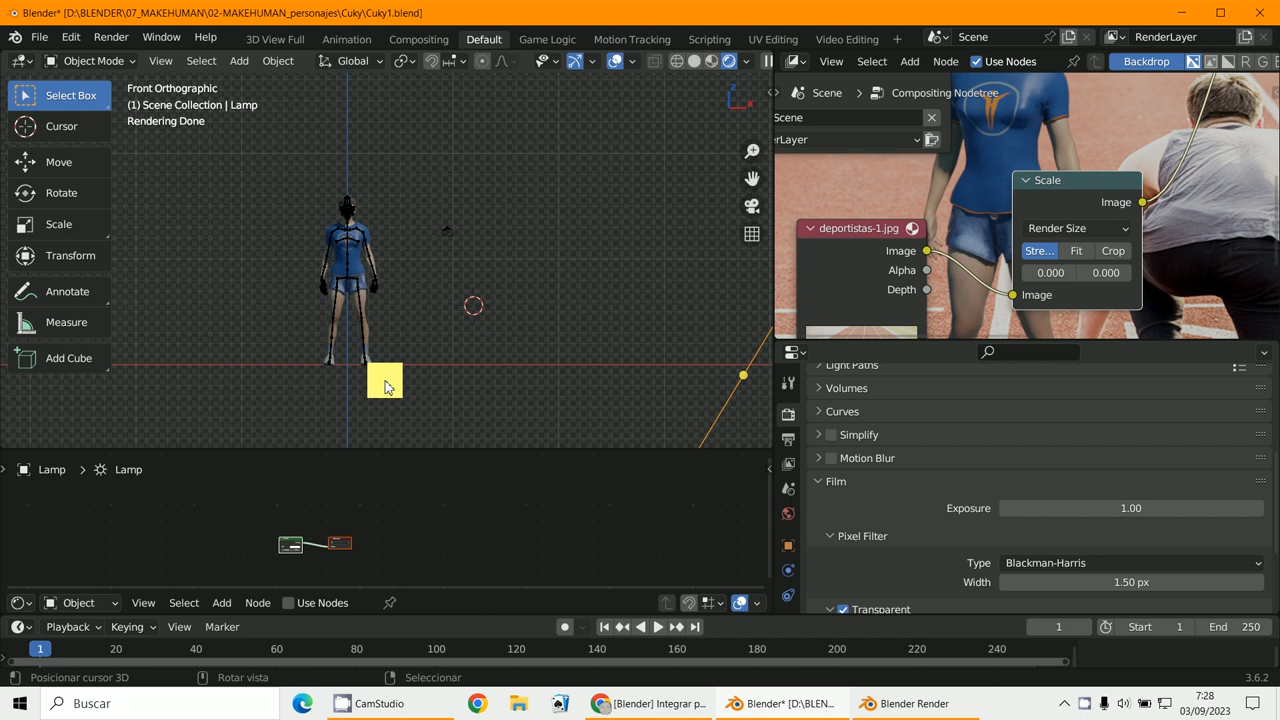 Blender* [D:\BLENDER\07_MAKEHUMAN\02-MAKEHUMAN_personajes\Cuky\Cuky1.blend]
File Edit Render Window Help 3D View Full Animation Compositing Default Game Logic Motion Tracking Scripting UV Editing Video Editing + Scene RenderLayer
Object Mode View Select Add Object Global View Select Add Node Use Nodes Backdrop R G
Select Box
Cursor
Move
Rotate
Scale
Transform
Annotate
Measure
Add Cube
Front Orthographic
(1) Scene Collection | Lamp
Rendering Done
Z
X
Scene > Compositing Nodetree
Scene
erLayer
deportistas-1.jpg
Image
Alpha
Depth
Scale
Image
Render Size
Stre... Fit Crop
0.000 0.000
Image
Lamp > Lamp
Light Paths
Volumes
Curves
Simplify
Motion Blur
Film
Exposure 1.00
Pixel Filter
Type Blackman-Harris
Width 1.50 px
Transparent
Object View Select Add Node Use Nodes
Playback Keying View Marker 1 Start 1 End 250
1 20 40 60 80 100 120 140 160 180 200 220 240
Posicionar cursor 3D Rotar vista Seleccionar 3.6.2
Buscar CamStudio [Blender] Integrar p... Blender* [D:\BLEN... Blender Render
7:28
03/09/2023